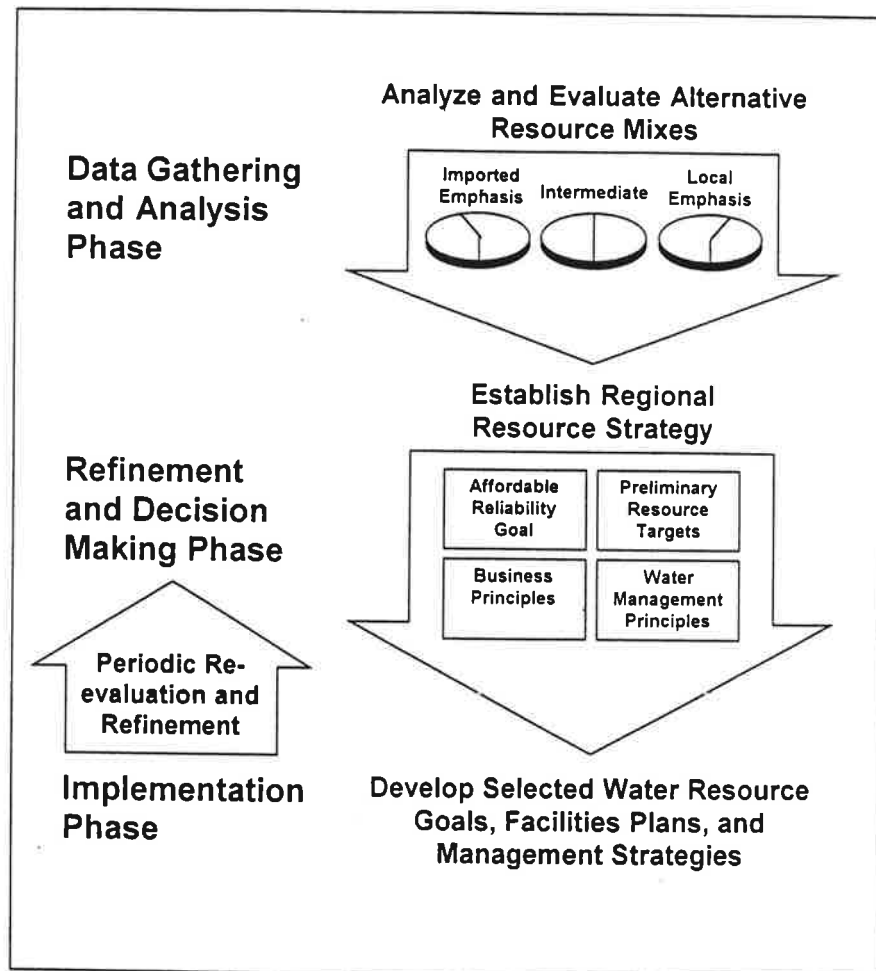 Analyze and Evaluate Alternative
Resource Mixes
Data Gathering
and Analysis
Phase
Imported
Emphasis
Intermediate
Local
Emphasis
Establish Regional
Resource Strategy
Refinement
and Decision
Making Phase
Affordable
Reliability
Goal
Preliminary
Resource
Targets
Business
Principles
Water
Management
Principles
Periodic Re-
evaluation and
Refinement
Implementation
Phase
Develop Selected Water Resource
Goals, Facilities Plans, and
Management Strategies